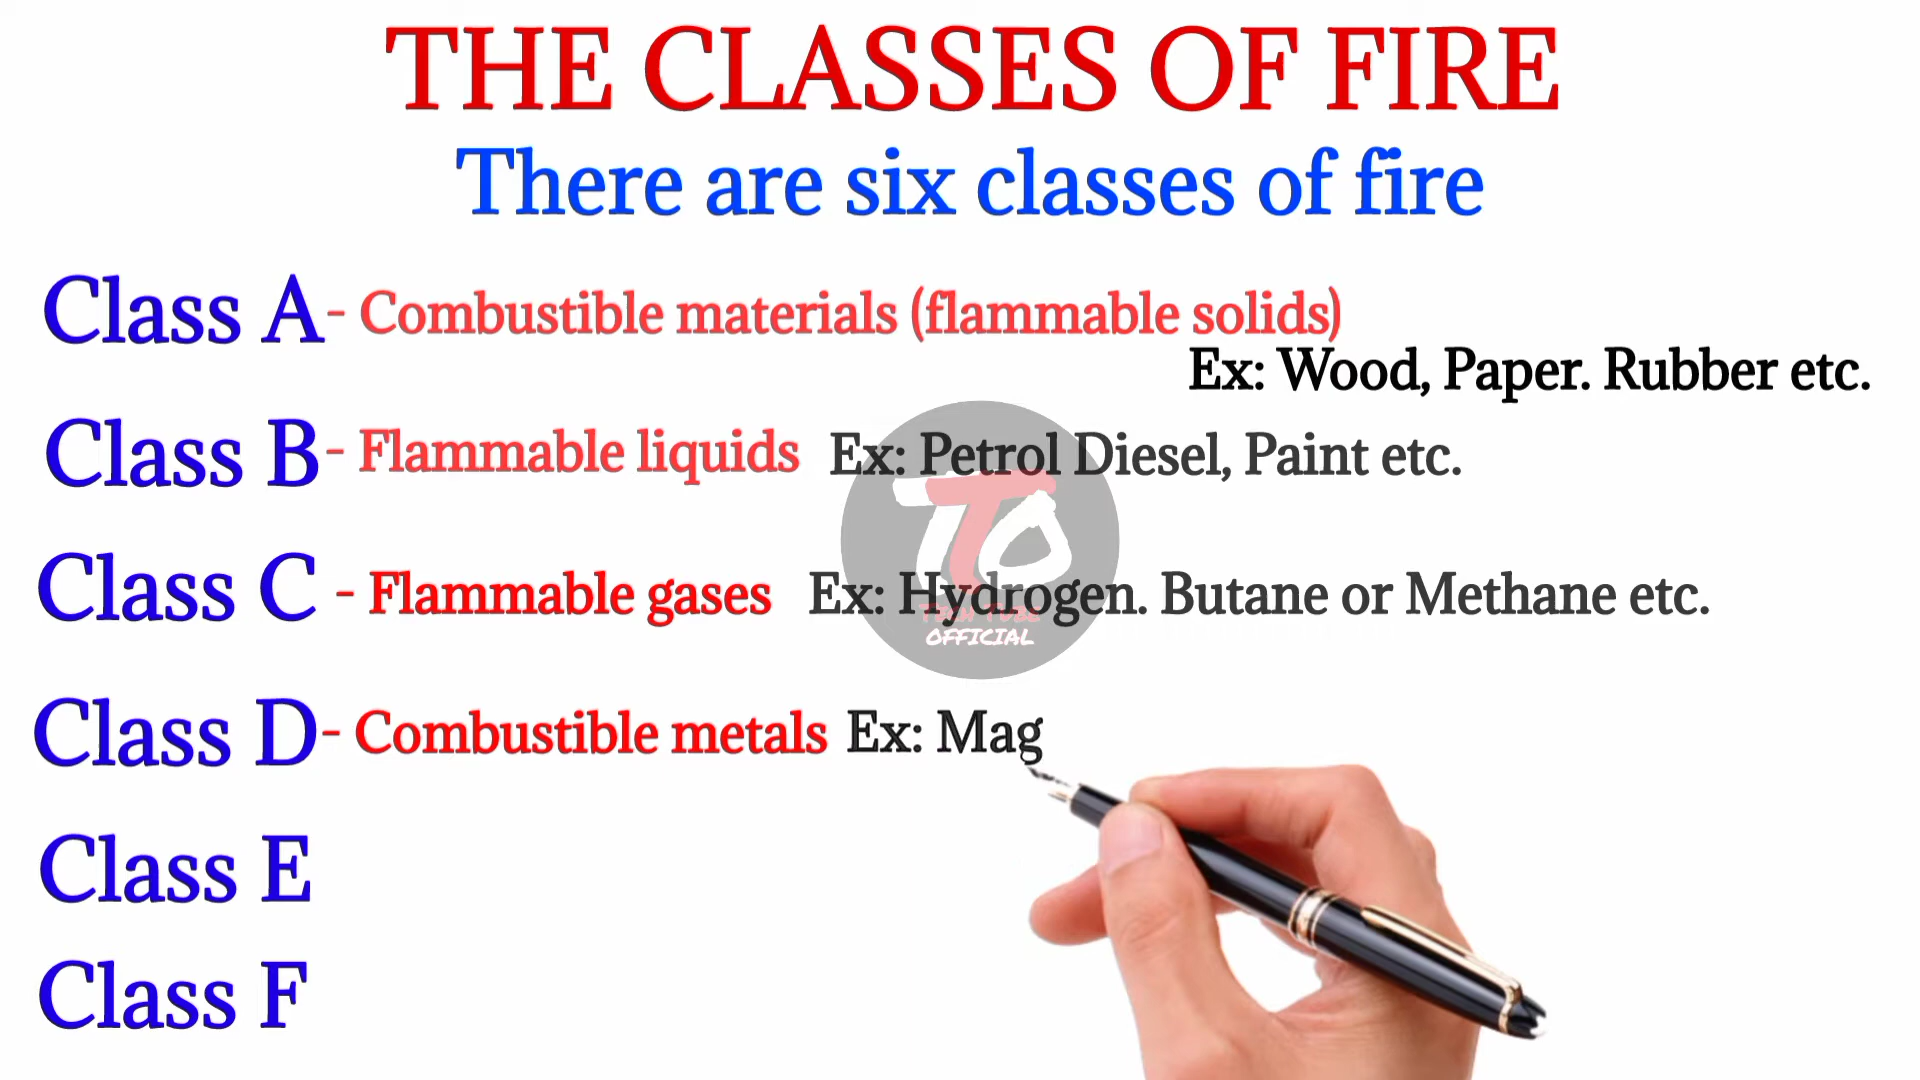 THE CLASSES OF FIRE
There are six classes of fire
Class A - Combustible materials (flammable solids)
Ex: Wood, Paper. Rubber etc.
Class B - Flammable liquids Ex: Petrol Diesel, Paint etc.
Class C - Flammable gases Ex: Hydrogen. Butane or Methane etc.
TECH TUBE
OFFICIAL
Class D - Combustible metals Ex: Mag
Class E
Class F